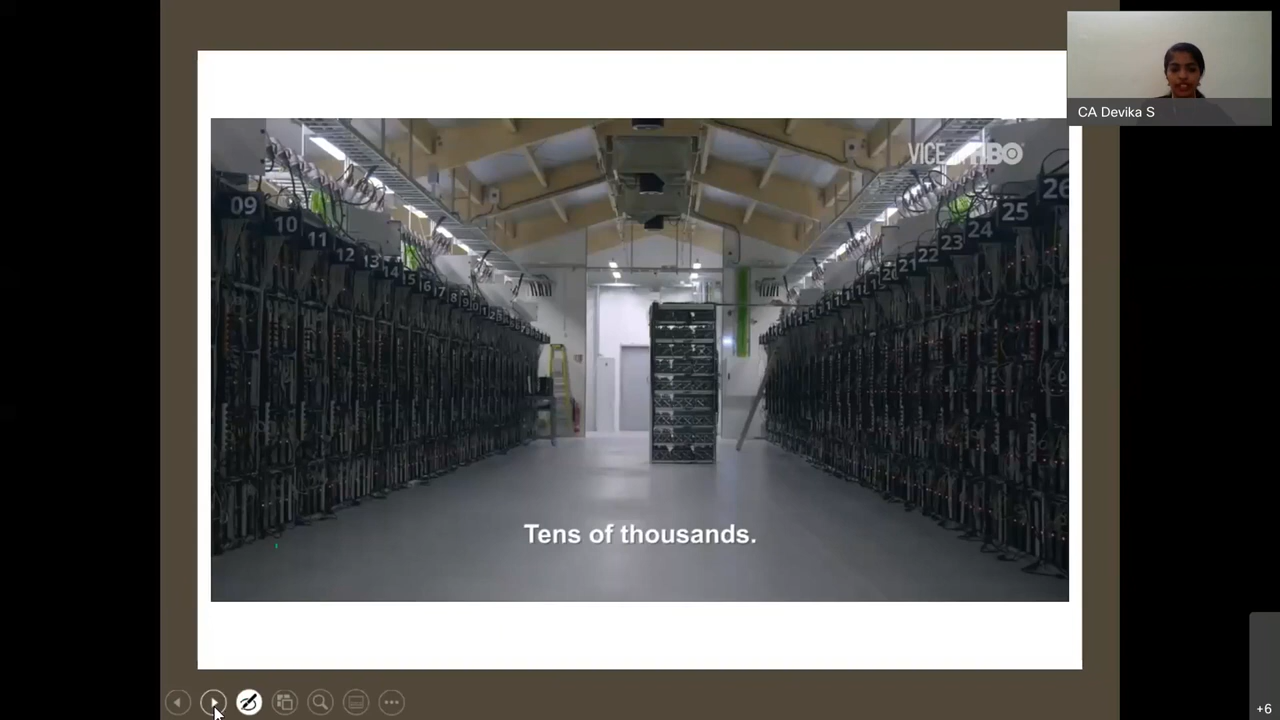 CA Devika S
VICE HBO
09 10 11 12 13 14 15 16 17
20 21 22 23 24 25 26
Tens of thousands.
+6